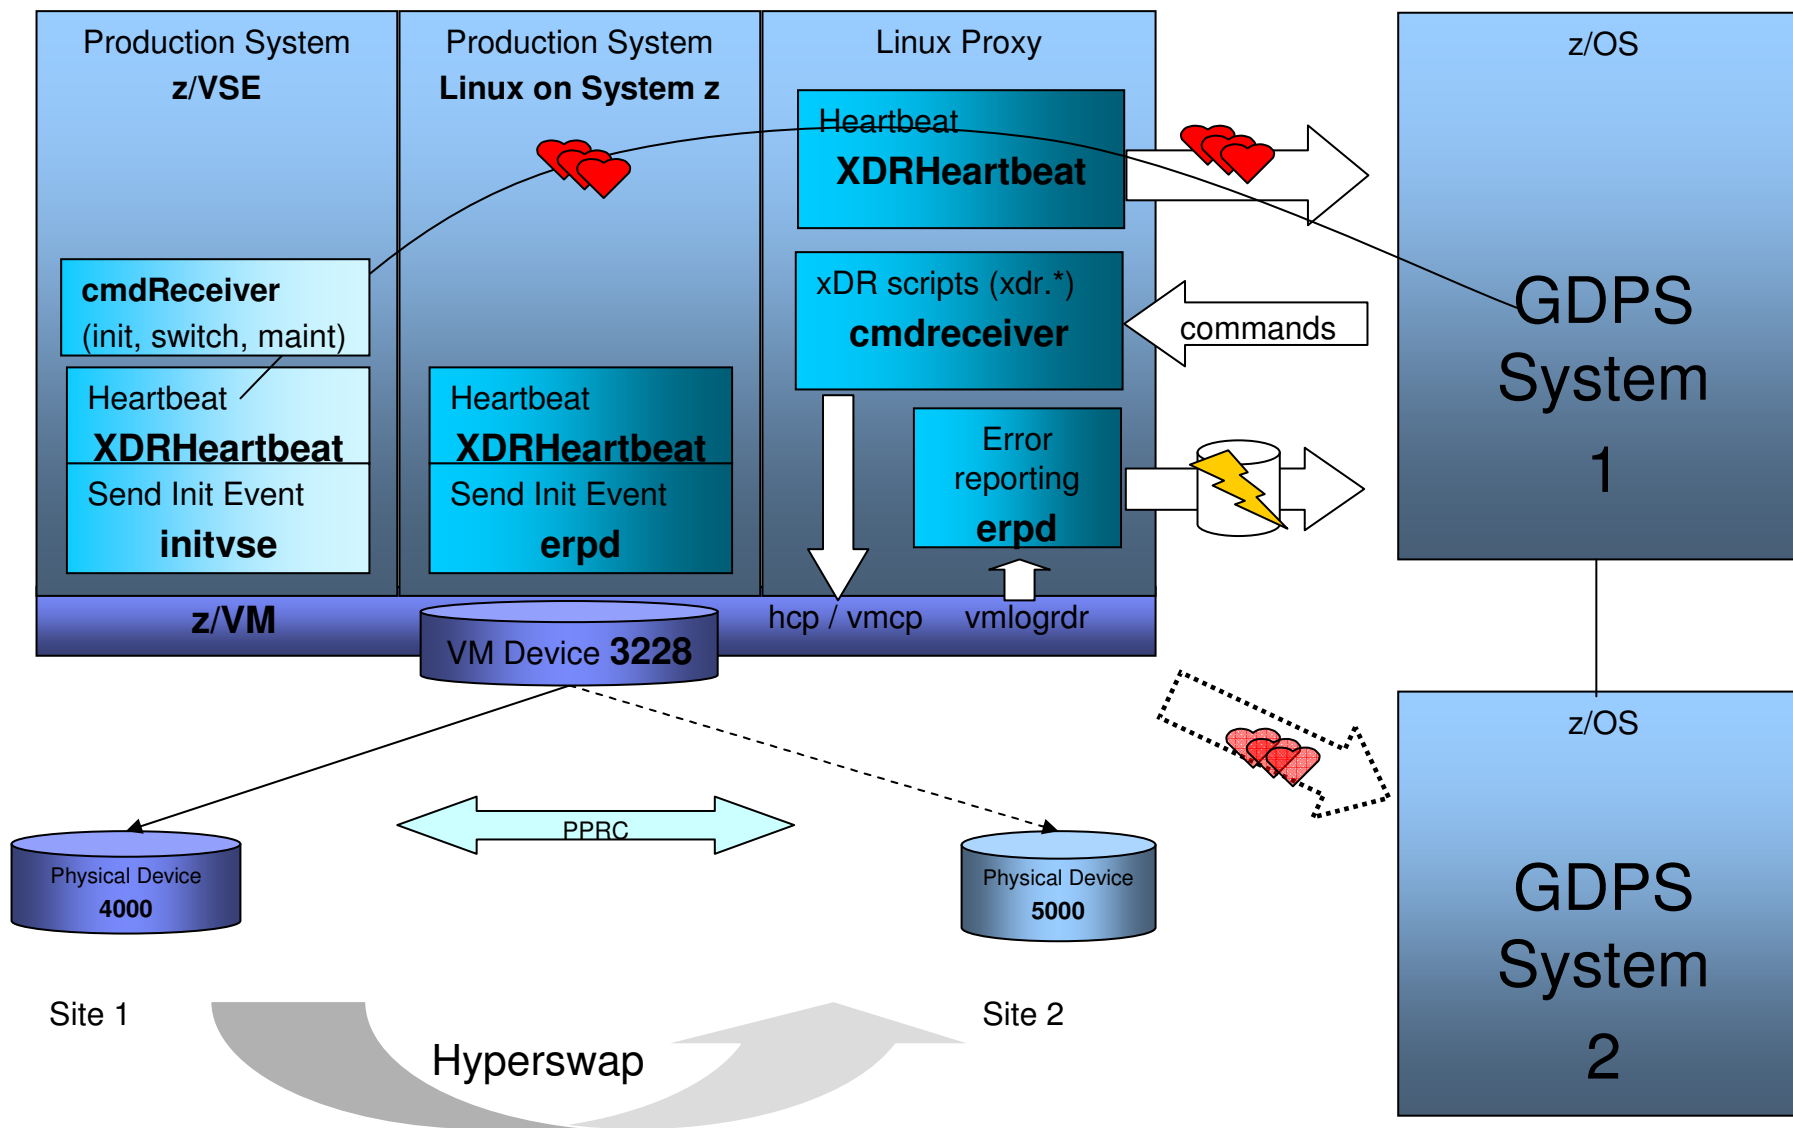 Production System
z/VSE
Production System
Linux on System z
Linux Proxy
z/OS
Heartbeat
XDRHeartbeat
cmdReceiver
(init, switch, maint)
xDR scripts (xdr.*)
cmdreceiver
commands
GDPS
System
1
Heartbeat
XDRHeartbeat
Send Init Event
initvse
Heartbeat
XDRHeartbeat
Send Init Event
erpd
Error
reporting
erpd
z/VM
VM Device 3228
hcp / vmcp
vmlogrdr
z/OS
GDPS
System
2
PPRC
Physical Device
4000
Physical Device
5000
Site 1
Site 2
Hyperswap